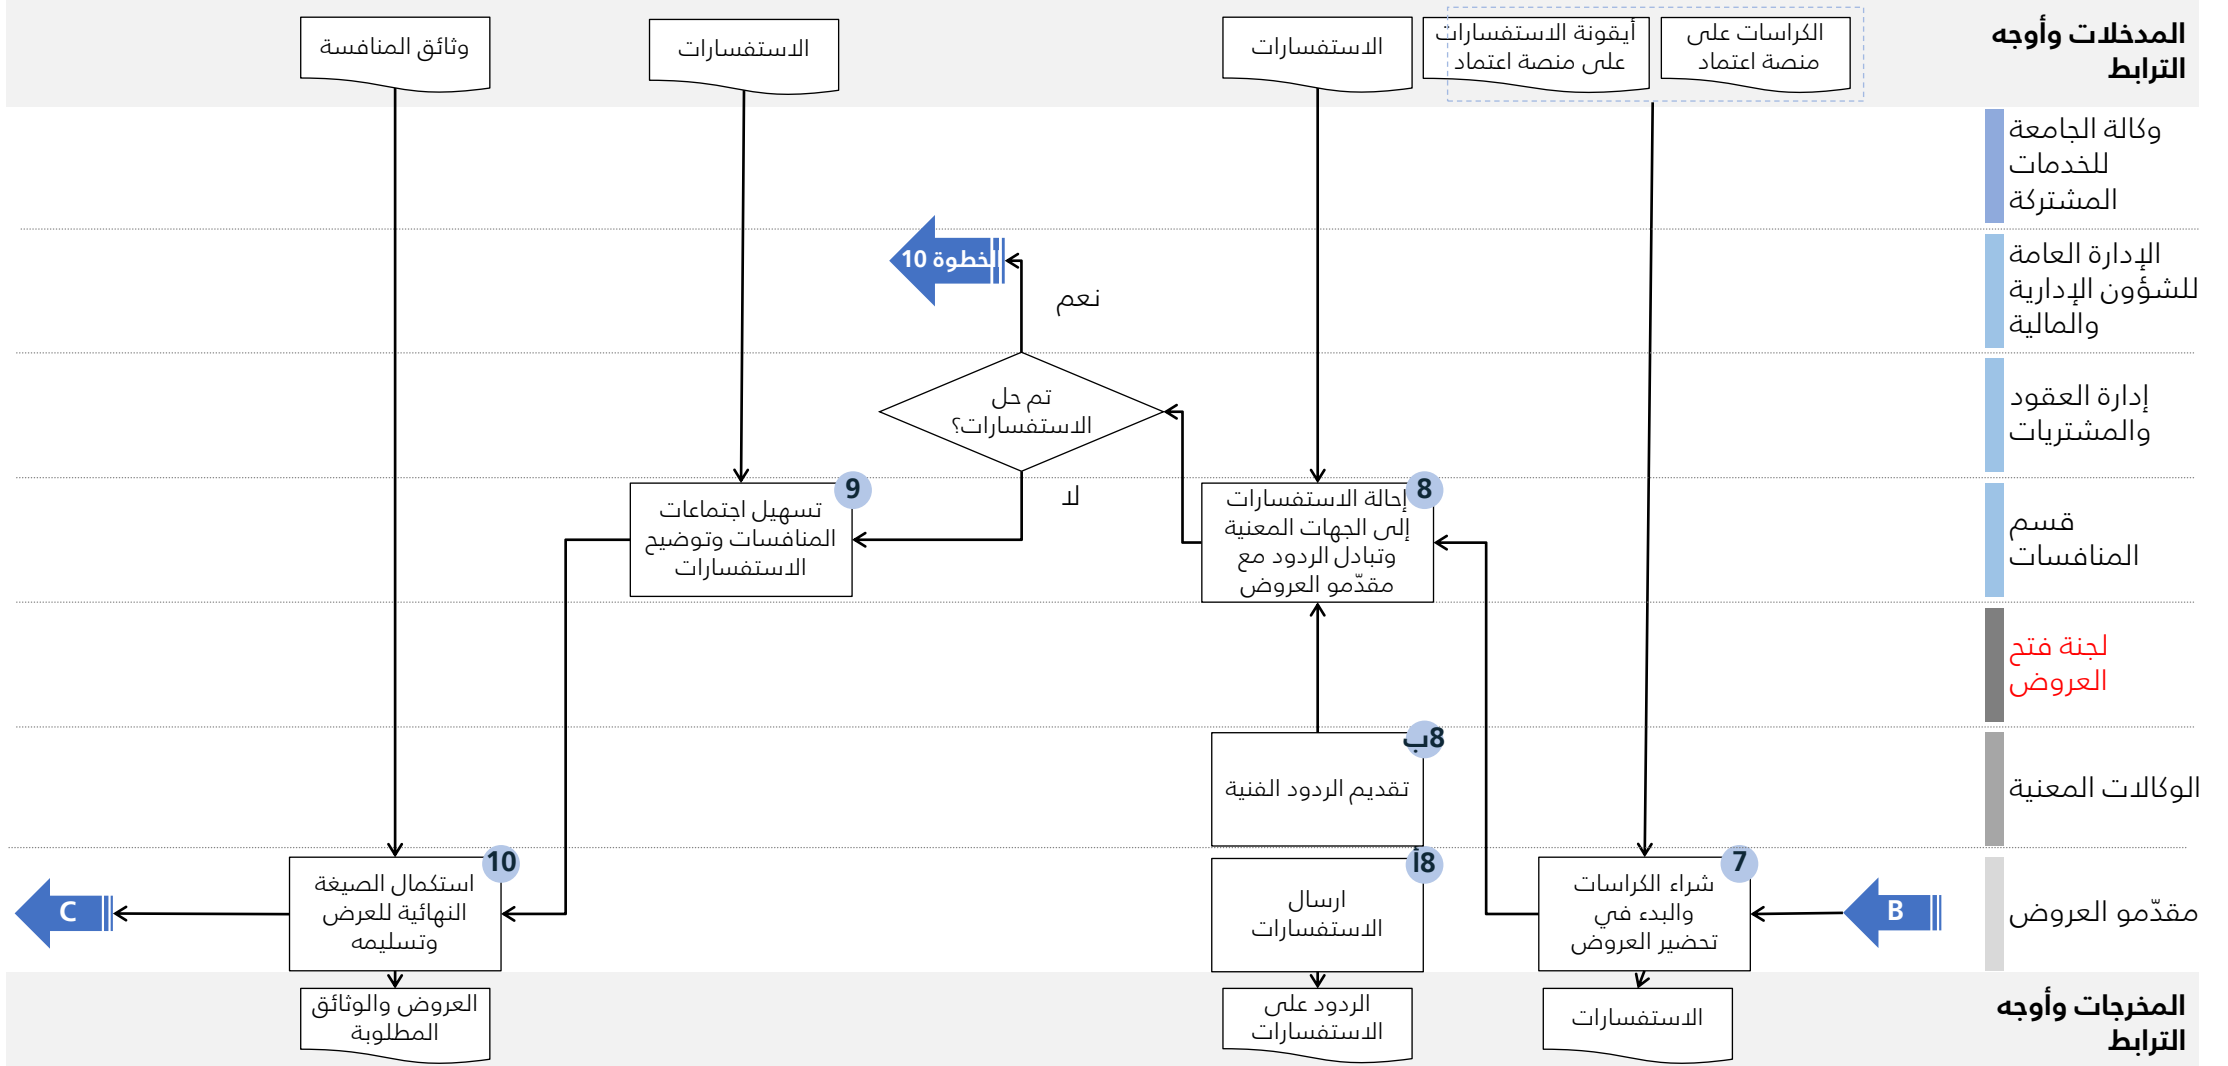 المدخلات وأوجه
الترابط
الكراسات على
منصة اعتماد
أيقونة الاستفسارات
على منصة اعتماد
الاستفسارات
الاستفسارات
وثائق المنافسة
وكالة الجامعة
للخدمات
المشتركة
الإدارة العامة
للشؤون الإدارية
والمالية
الخطوة 10
نعم
إدارة العقود
والمشتريات
تم حل
الاستفسارات؟
لا
قسم
المنافسات
8
إحالة الاستفسارات
إلى الجهات المعنية
وتبادل الردود مع
مقدّمو العروض
9
تسهيل اجتماعات
المنافسات وتوضيح
الاستفسارات
لجنة فتح
العروض
الوكالات المعنية
8ب
تقديم الردود الفنية
مقدّمو العروض
B
7
شراء الكراسات
والبدء في
تحضير العروض
8أ
ارسال
الاستفسارات
10
استكمال الصيغة
النهائية للعرض
وتسليمه
C
المخرجات وأوجه
الترابط
الاستفسارات
الردود على
الاستفسارات
العروض والوثائق
المطلوبة